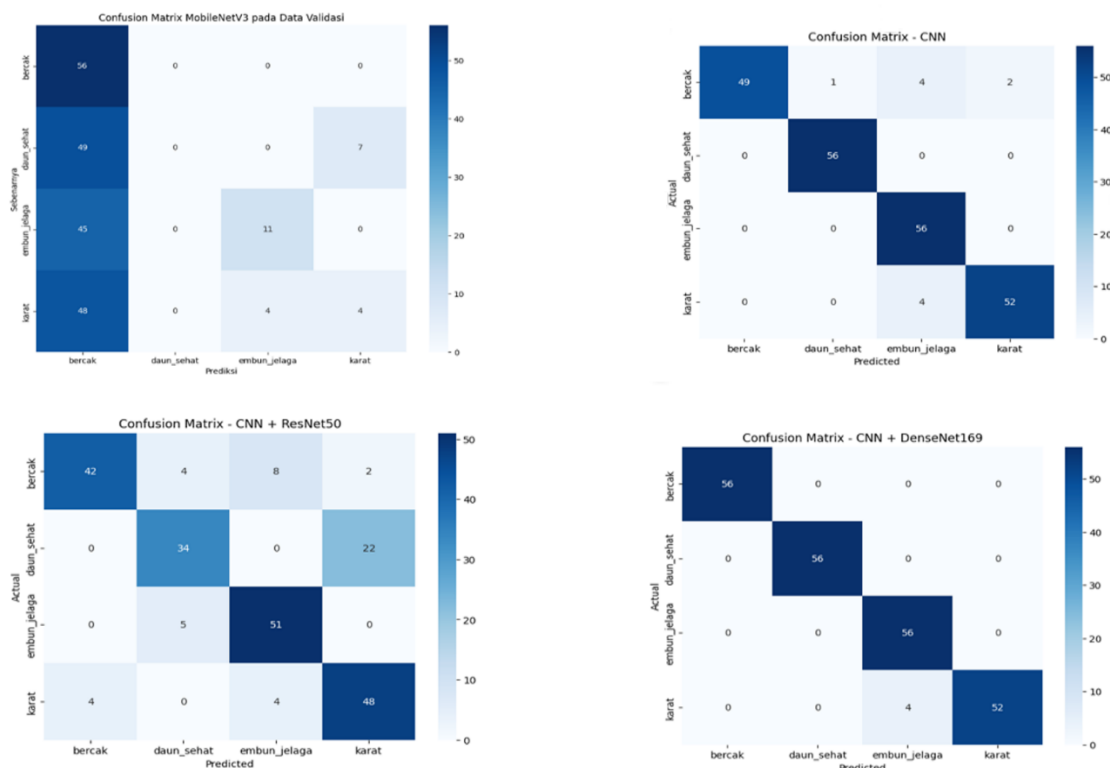 Confusion Matrix MobileNetV3 pada Data Validasi
bercak
56
0
0
0
daun_sehat
49
0
0
7
embun_jelaga
45
0
11
0
karat
48
0
4
4
Sebenarnya
bercak
daun_sehat
embun_jelaga
karat
Prediksi
50
40
30
20
10
0
Confusion Matrix - CNN
bercak
49
1
4
2
daun_sehat
0
56
0
0
embun_jelaga
0
0
56
0
karat
0
0
4
52
Actual
bercak
daun_sehat
embun_jelaga
karat
Predicted
50
40
30
20
10
0
Confusion Matrix - CNN + ResNet50
bercak
42
4
8
2
daun_sehat
0
34
0
22
embun_jelaga
0
5
51
0
karat
4
0
4
48
Actual
bercak
daun_sehat
embun_jelaga
karat
Predicted
50
40
30
20
10
0
Confusion Matrix - CNN + DenseNet169
bercak
56
0
0
0
daun_sehat
0
56
0
0
embun_jelaga
0
0
56
0
karat
0
0
4
52
Actual
bercak
daun_sehat
embun_jelaga
karat
Predicted
50
40
30
20
10
0